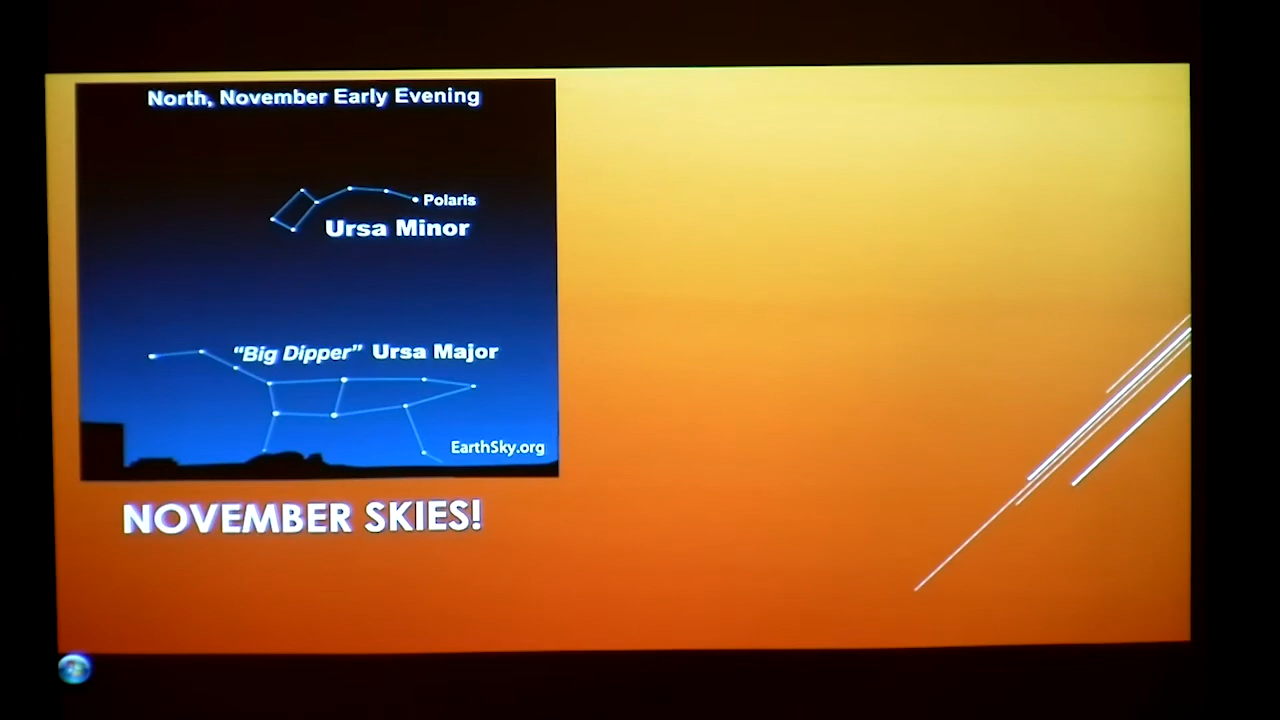 North, November Early Evening
Polaris
Ursa Minor
“Big Dipper” Ursa Major
EarthSky.org
NOVEMBER SKIES!